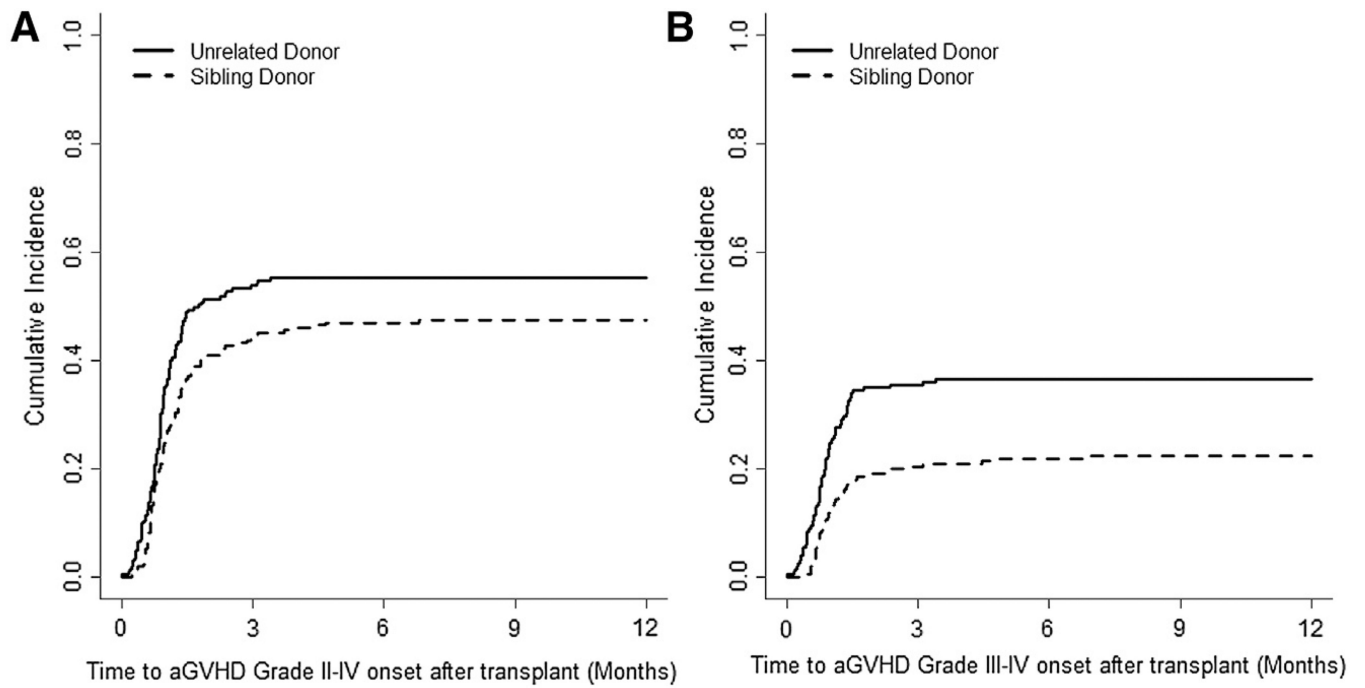 A
Unrelated Donor
Sibling Donor
1.0
0.8
0.6
0.4
0.2
0.0
Cumulative Incidence
0 3 6 9 12
Time to aGVHD Grade II-IV onset after transplant (Months)
B
Unrelated Donor
Sibling Donor
1.0
0.8
0.6
0.4
0.2
0.0
Cumulative Incidence
0 3 6 9 12
Time to aGVHD Grade III-IV onset after transplant (Months)